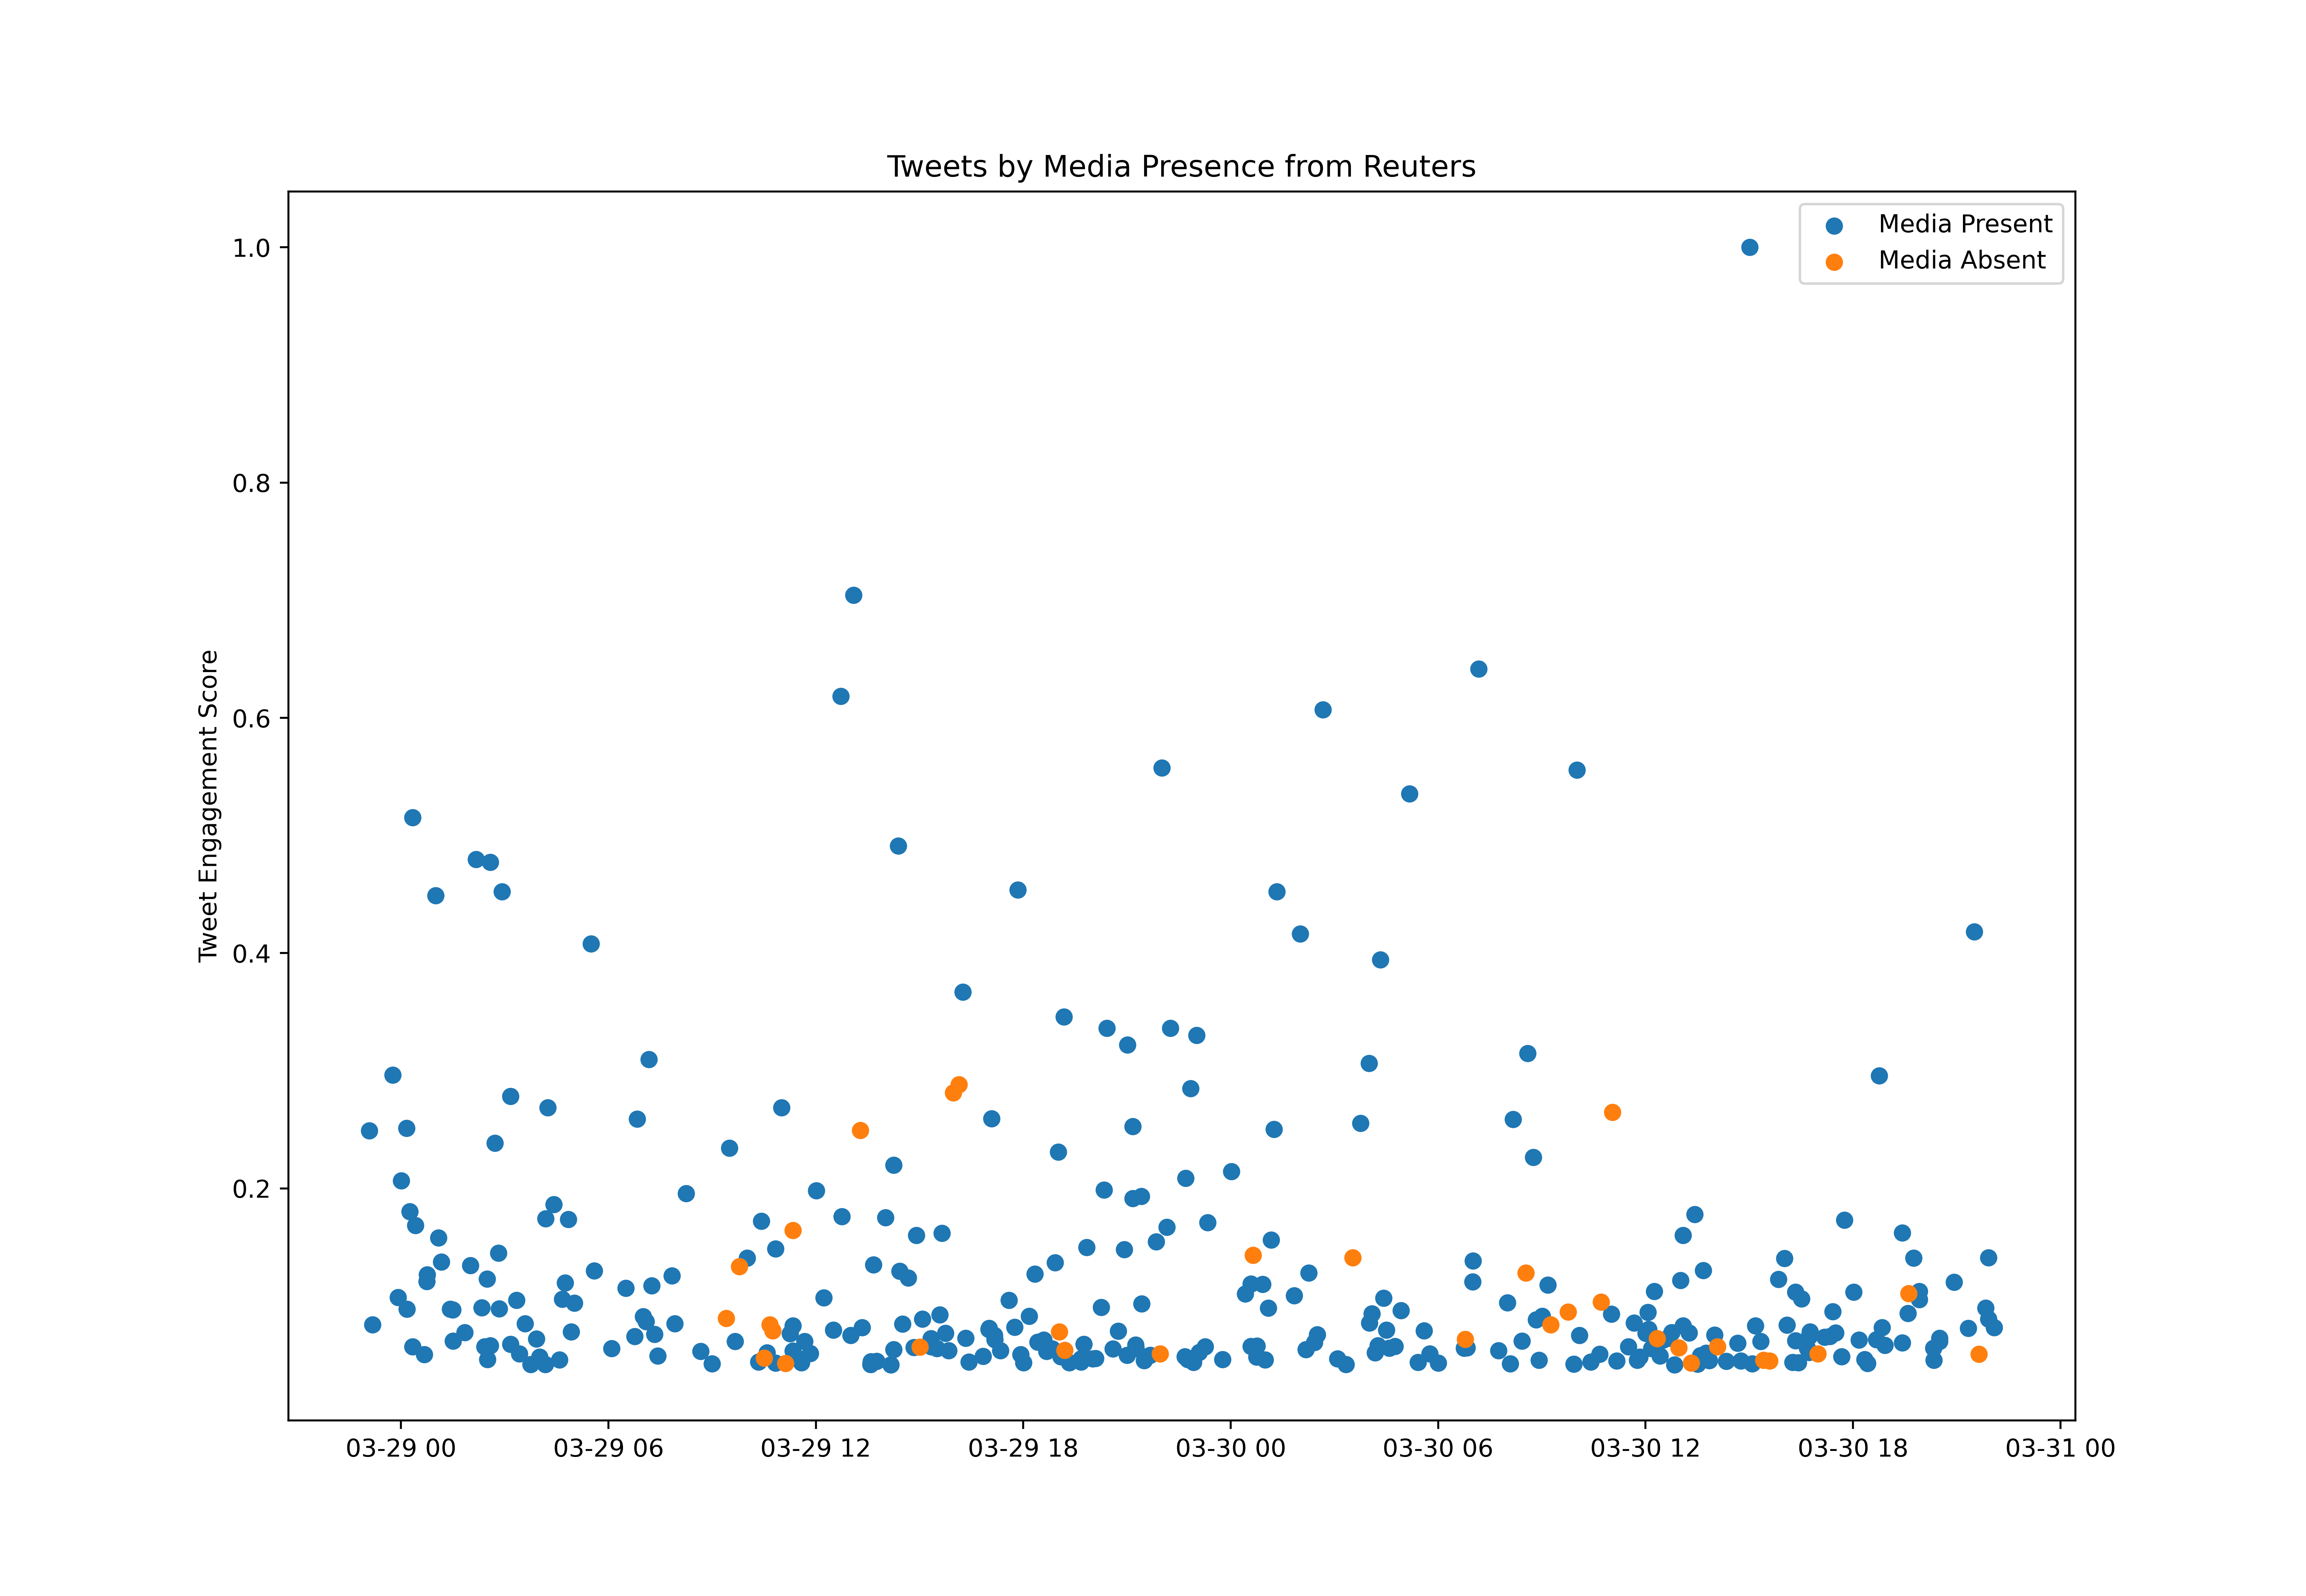 Tweets by Media Presence from Reuters
Media Present
Media Absent
Tweet Engagement Score
1.0
0.8
0.6
0.4
0.2
03-29 00 03-29 06 03-29 12 03-29 18 03-30 00 03-30 06 03-30 12 03-30 18 03-31 00